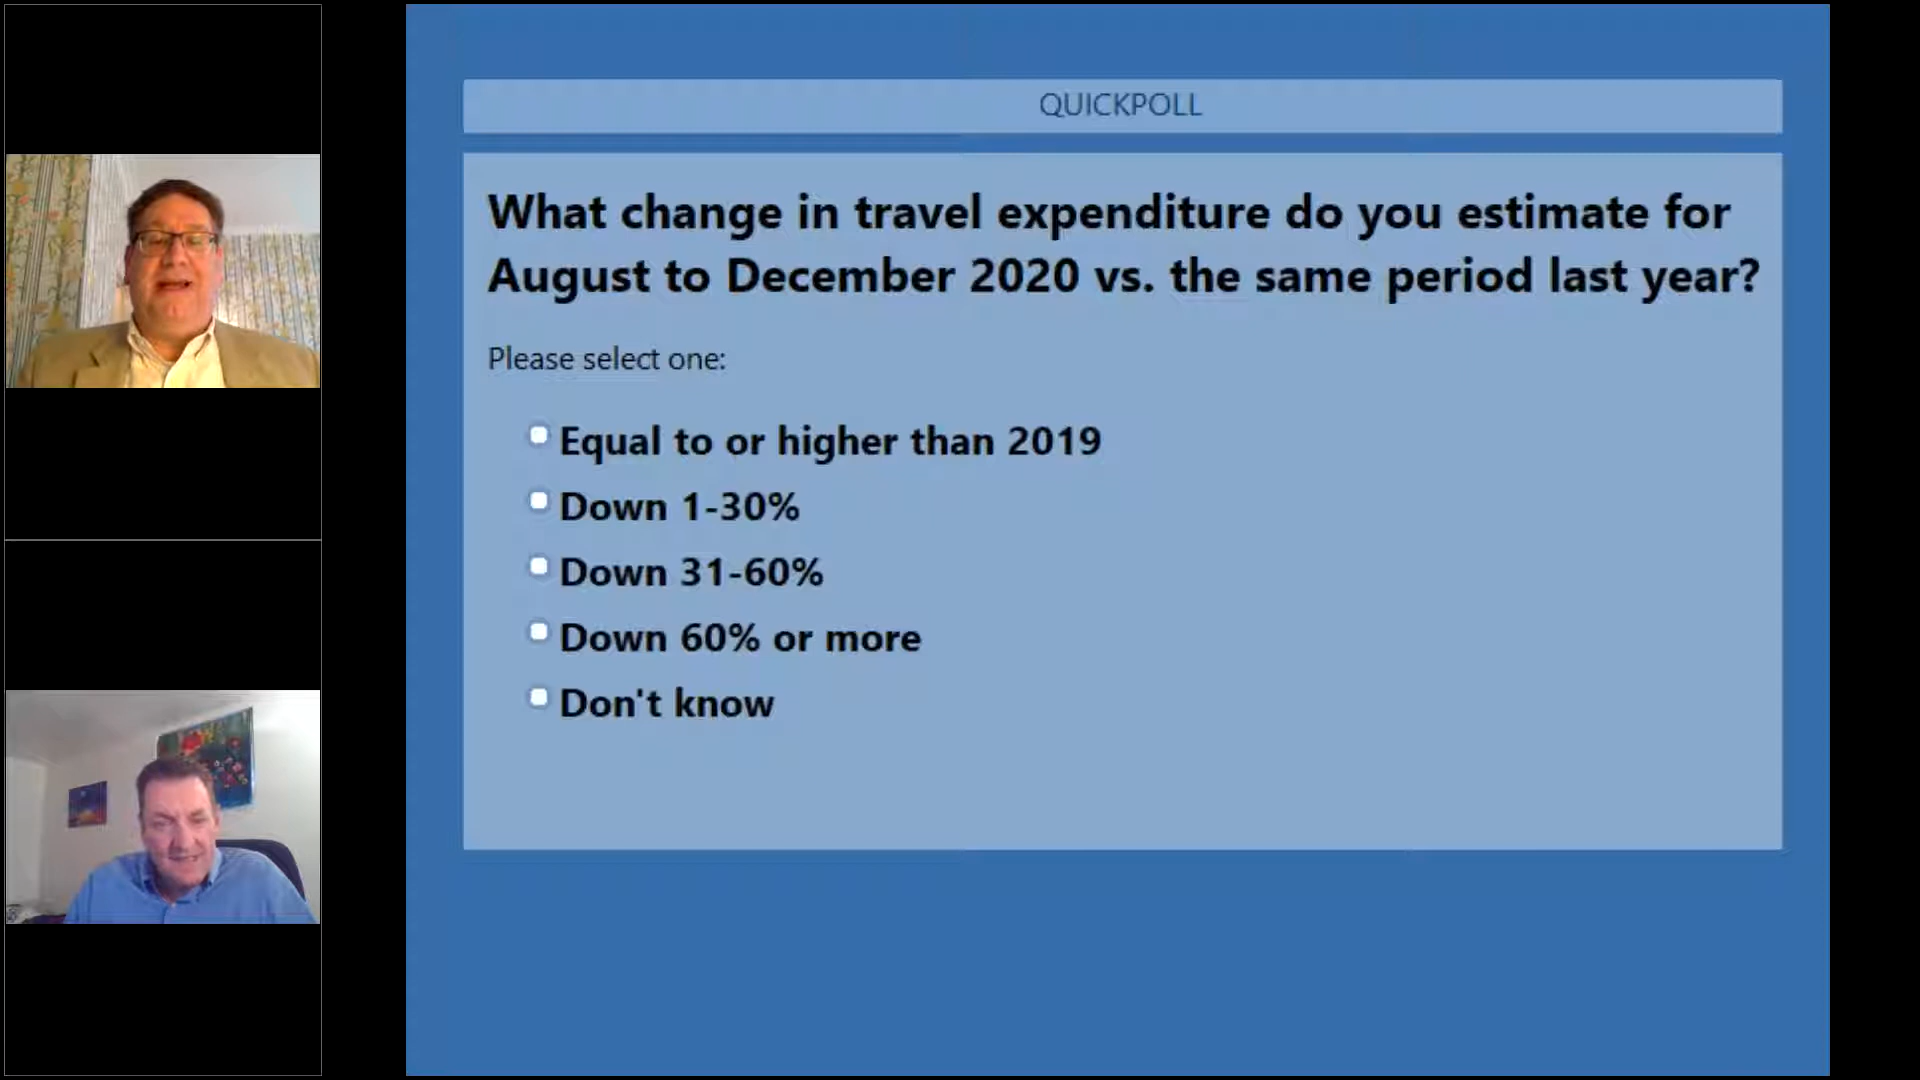 QUICKPOLL
What change in travel expenditure do you estimate for
August to December 2020 vs. the same period last year?
Please select one:
Equal to or higher than 2019
Down 1-30%
Down 31-60%
Down 60% or more
Don't know